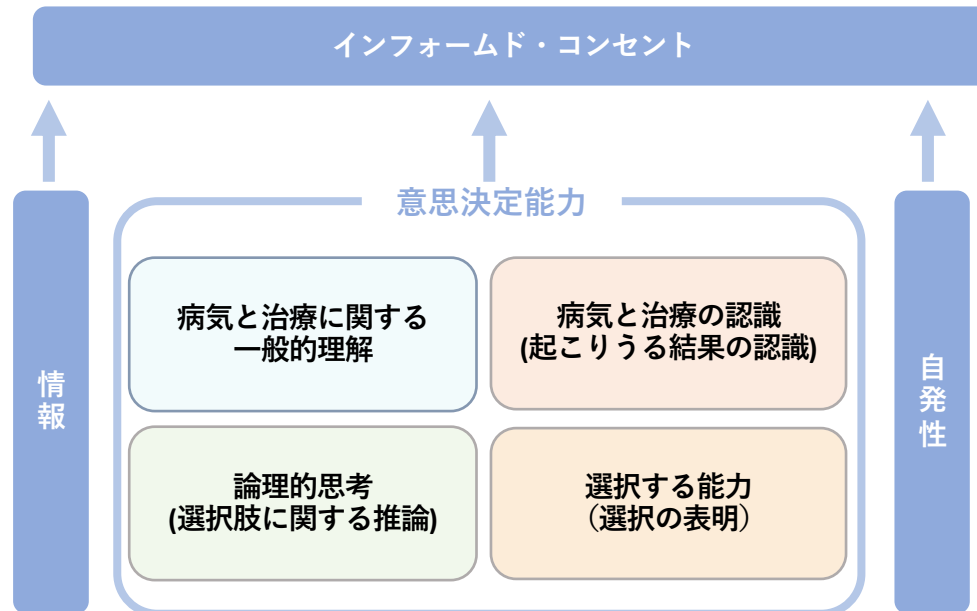 インフォームド・コンセント
意思決定能力
病気と治療に関する
一般的理解
病気と治療の認識
(起こりうる結果の認識)
論理的思考
(選択肢に関する推論)
選択する能力
（選択の表明）
情報
自発性